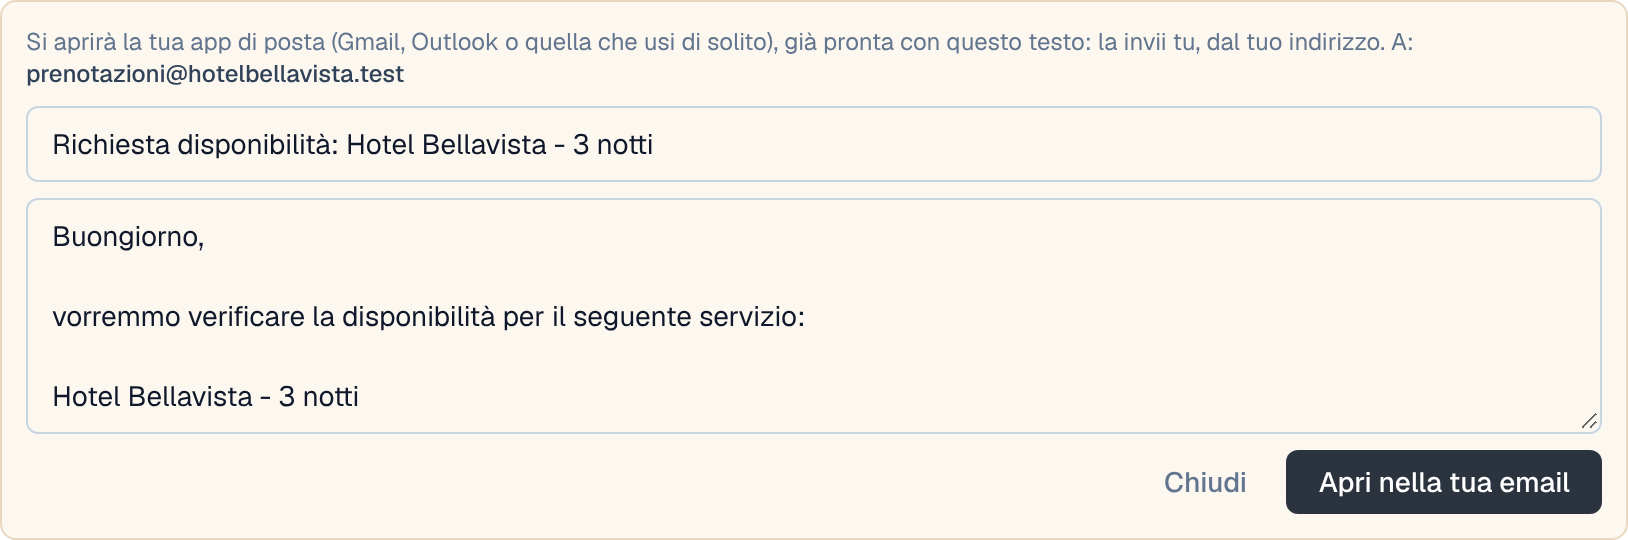 Si aprirà la tua app di posta (Gmail, Outlook o quella che usi di solito), già pronta con questo testo: la invii tu, dal tuo indirizzo. A:
prenotazioni@hotelbellavista.test
Richiesta disponibilità: Hotel Bellavista - 3 notti
Buongiorno,
vorremmo verificare la disponibilità per il seguente servizio:
Hotel Bellavista - 3 notti
Chiudi
Apri nella tua email